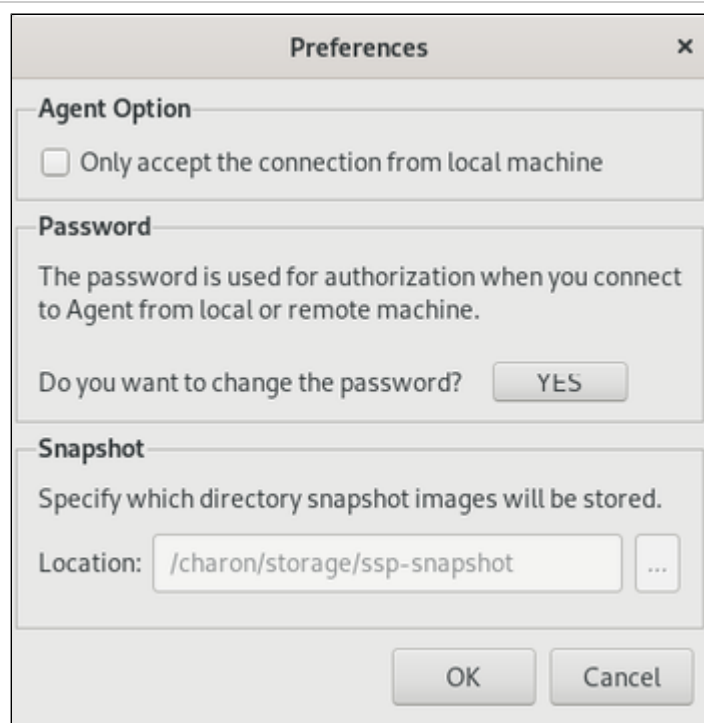 Preferences ×
Agent Option
Only accept the connection from local machine
Password
The password is used for authorization when you connect
to Agent from local or remote machine.
Do you want to change the password? YES
Snapshot
Specify which directory snapshot images will be stored.
Location: /charon/storage/ssp-snapshot ...
OK Cancel